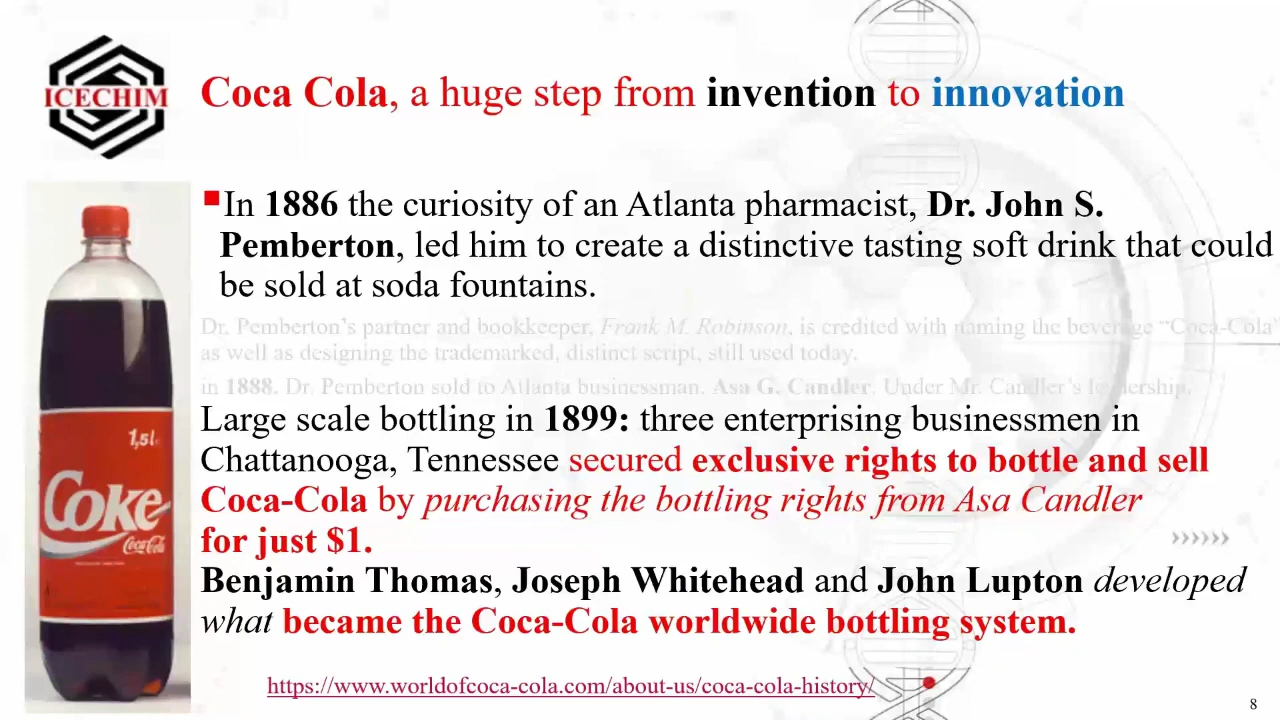 ICECHIM
Coca Cola, a huge step from invention to innovation
▪In 1886 the curiosity of an Atlanta pharmacist, Dr. John S.
Pemberton, led him to create a distinctive tasting soft drink that could
be sold at soda fountains.
Dr. Pemberton's partner and bookkeeper, Frank M. Robinson, is credited with naming the beverage "Coca-Cola"
as well as designing the trademarked, distinct script, still used today.
in 1888. Dr. Pemberton sold to Atlanta businessman, Asa G. Candler. Under Mr. Candler's leadership,
Large scale bottling in 1899: three enterprising businessmen in
Chattanooga, Tennessee secured exclusive rights to bottle and sell
Coca-Cola by purchasing the bottling rights from Asa Candler
for just $1.
Benjamin Thomas, Joseph Whitehead and John Lupton developed
what became the Coca-Cola worldwide bottling system.
1,5l
Coke
Coca-Cola
https://www.worldofcoca-cola.com/about-us/coca-cola-history/
8